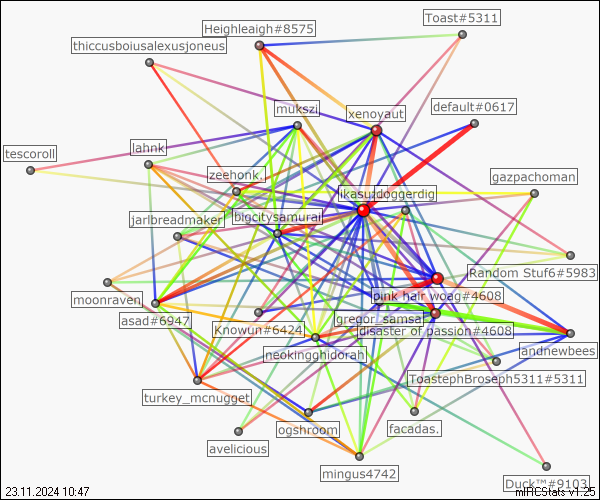 Toast#5311
Heighleaigh#8575
thiccusboiusalexusjoneus
default#0617
mukszi
xenoyaut
lahnk
tescoroll
zeehonk.
gazpachoman
doggerdig
jarlbreadmaker
bigcitysamurai
Random Stuf6#5983
moonraven
pink hair woag#4608
asad#6947
Knowun#6424
gregor_samsa
disaster of passion#4608
neokingghidorah
andnewbees
ToastephBroseph5311#5311
turkey_mcnugget
ogshroom
facadas.
avelicious
mingus4742
Duck™#9103
23.11.2024 10:47
mIRCStats v1.25